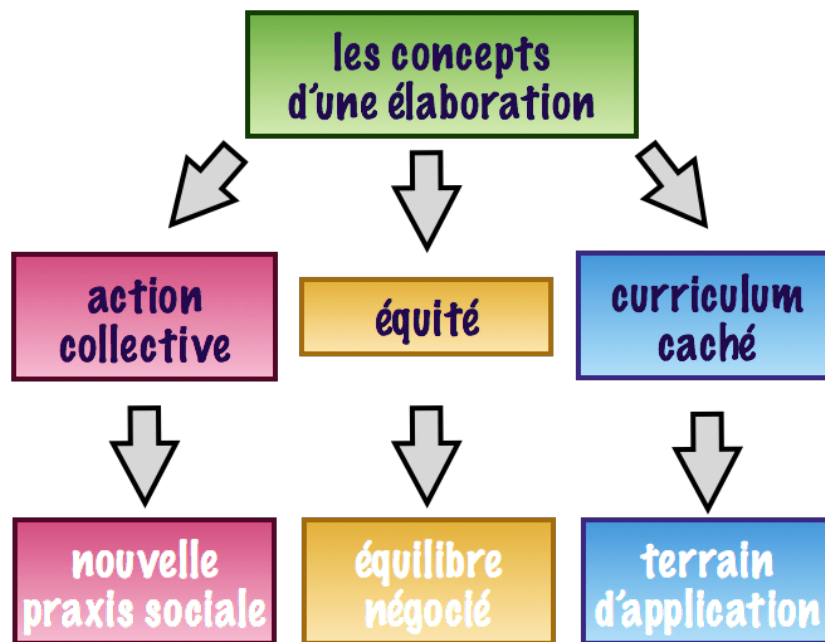 les concepts
d'une élaboration
action
collective
équité
curriculum
caché
nouvelle
praxis sociale
équilibre
négocié
terrain
d'application